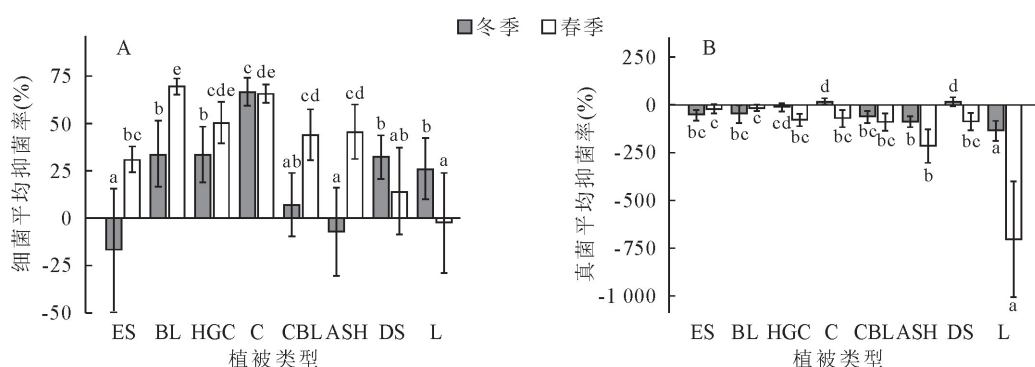 冬季 春季
A
细菌平均抑菌率(%)
75
50
25
0
-25
-50
a bc b e b cde c de ab cd a cd b ab b a
ES BL HGC C CBL ASH DS L
植被类型
B
真菌平均抑菌率(%)
250
0
-250
-500
-750
-1 000
bc c bc c cd bc d bc bc bc b b d bc a a
ES BL HGC C CBL ASH DS L
植被类型